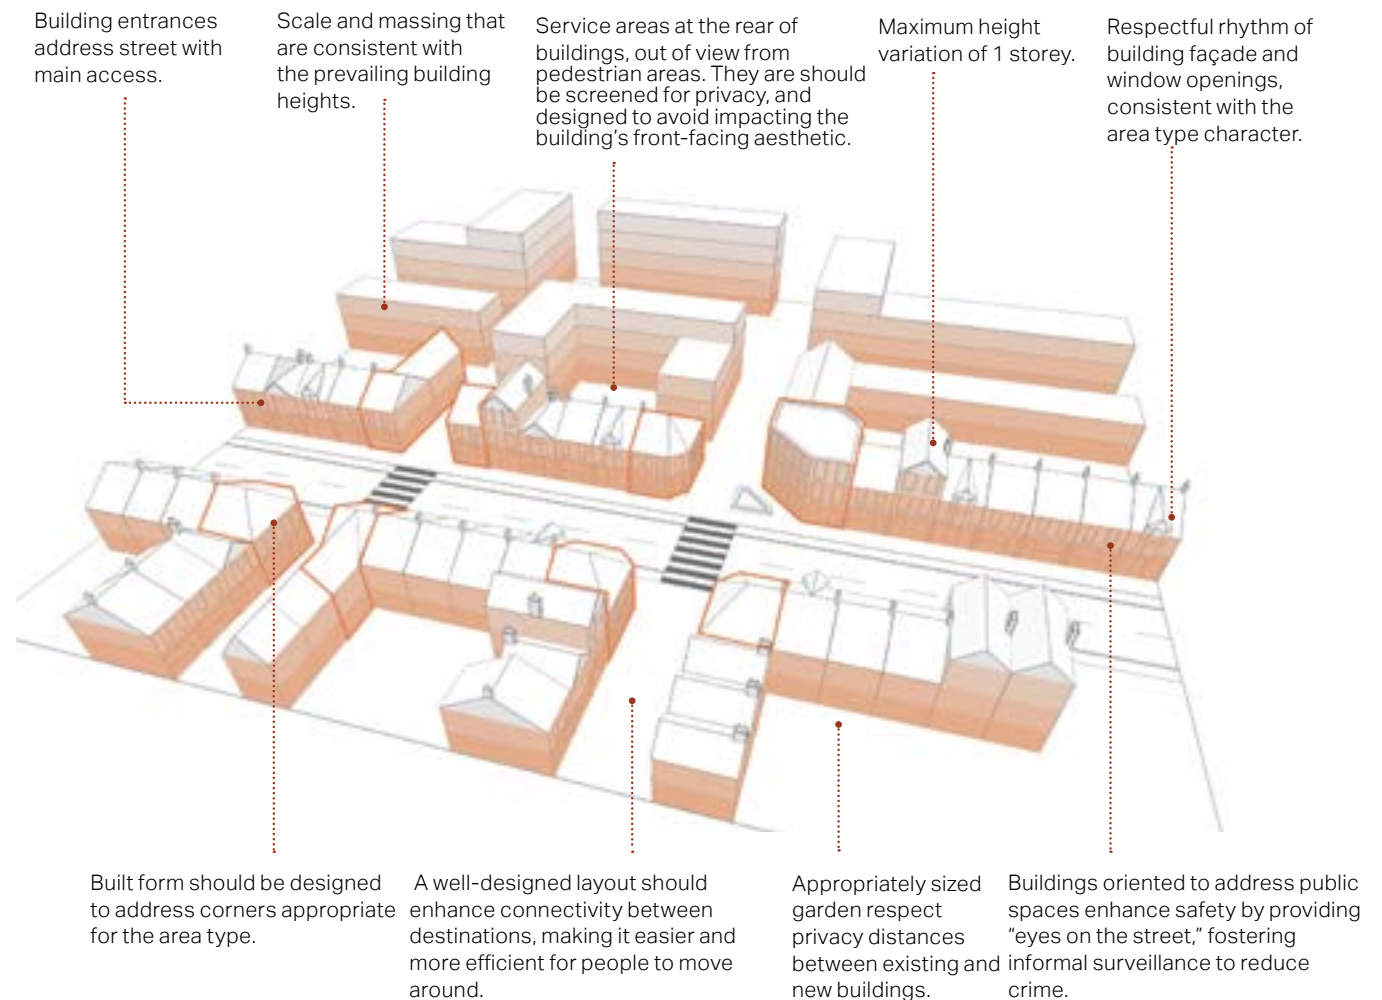 Building entrances
address street with
main access.
Scale and massing that
are consistent with
the prevailing building
heights.
Service areas at the rear of
buildings, out of view from
pedestrian areas. They are should
be screened for privacy, and
designed to avoid impacting the
building's front-facing aesthetic.
Maximum height
variation of 1 storey.
Respectful rhythm of
building façade and
window openings,
consistent with the
area type character.
Built form should be designed
to address corners appropriate
for the area type.
A well-designed layout should
enhance connectivity between
destinations, making it easier and
more efficient for people to move
around.
Appropriately sized
garden respect
privacy distances
between existing and
new buildings.
Buildings oriented to address public
spaces enhance safety by providing
“eyes on the street,” fostering
informal surveillance to reduce
crime.